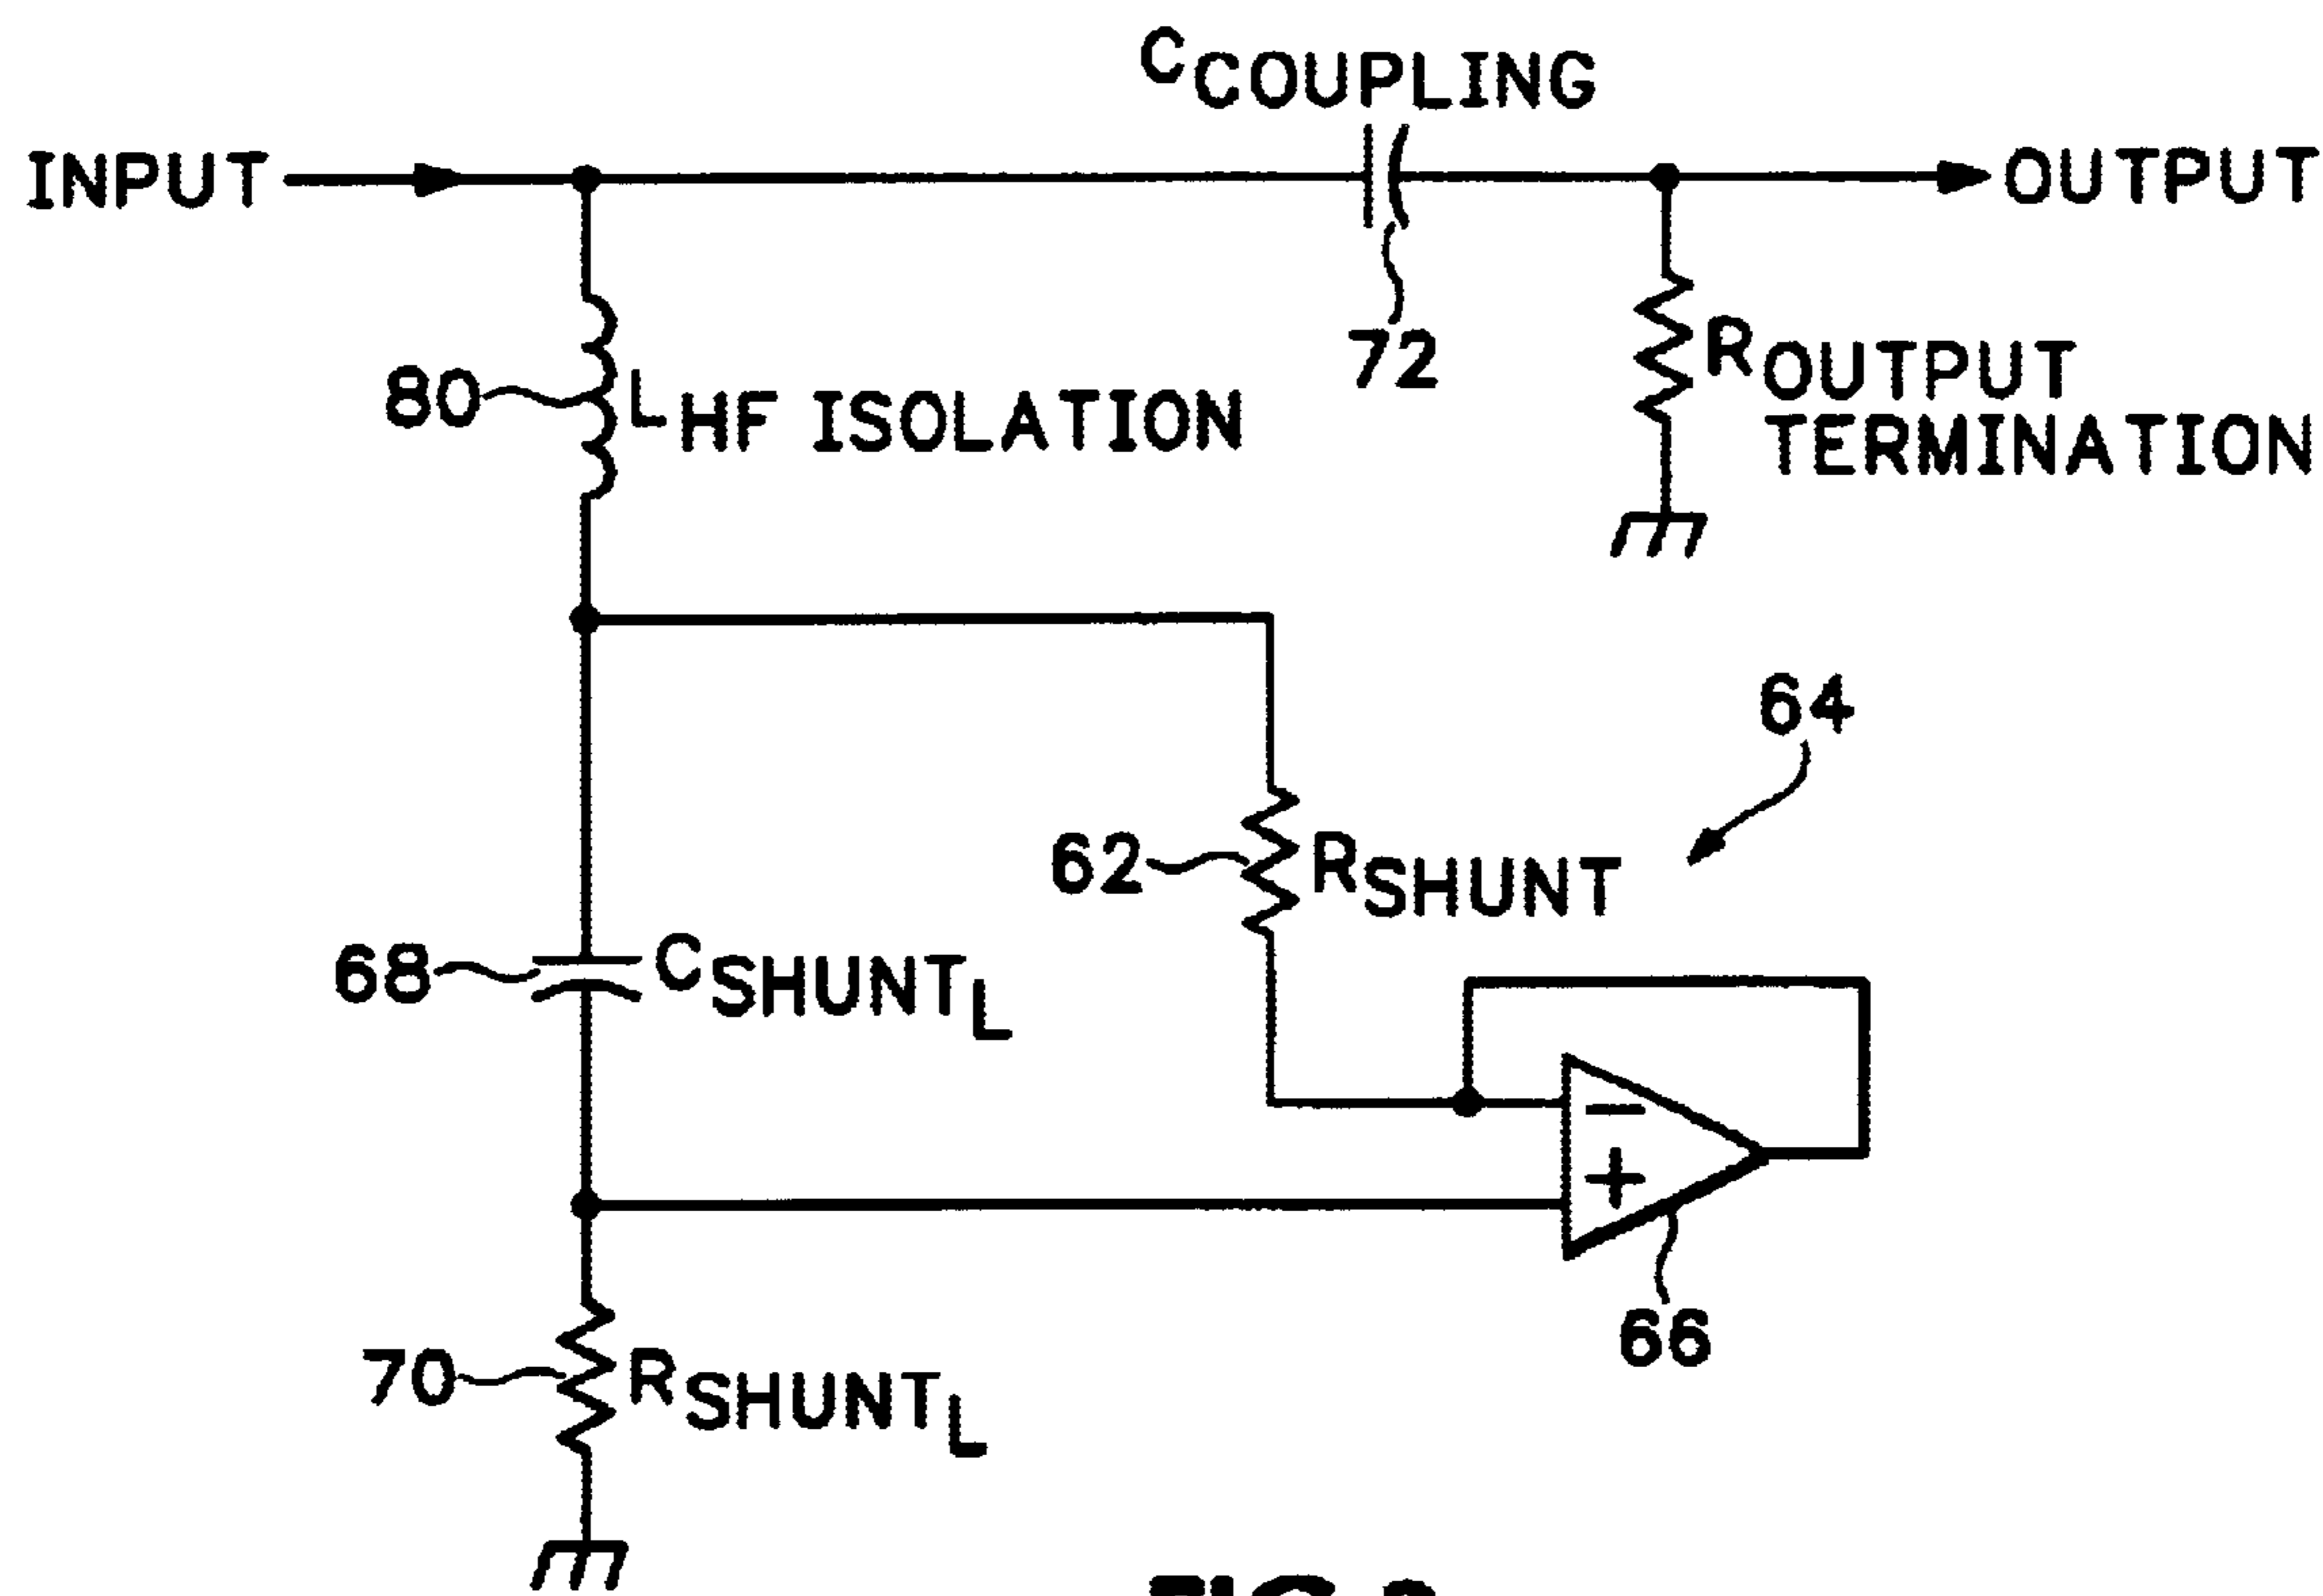 CCOUPLING
INPUT
OUTPUT
72
ROUTPUT
TERMINATION
80
LHF ISOLATION
64
62
RSHUNT
68
CSHUNTL
-
+
66
70
RSHUNTL